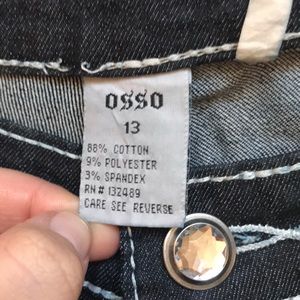 OSSO
13
88% COTTON
9% POLYESTER
3% SPANDEX
RN# 132489
CARE SEE REVERSE